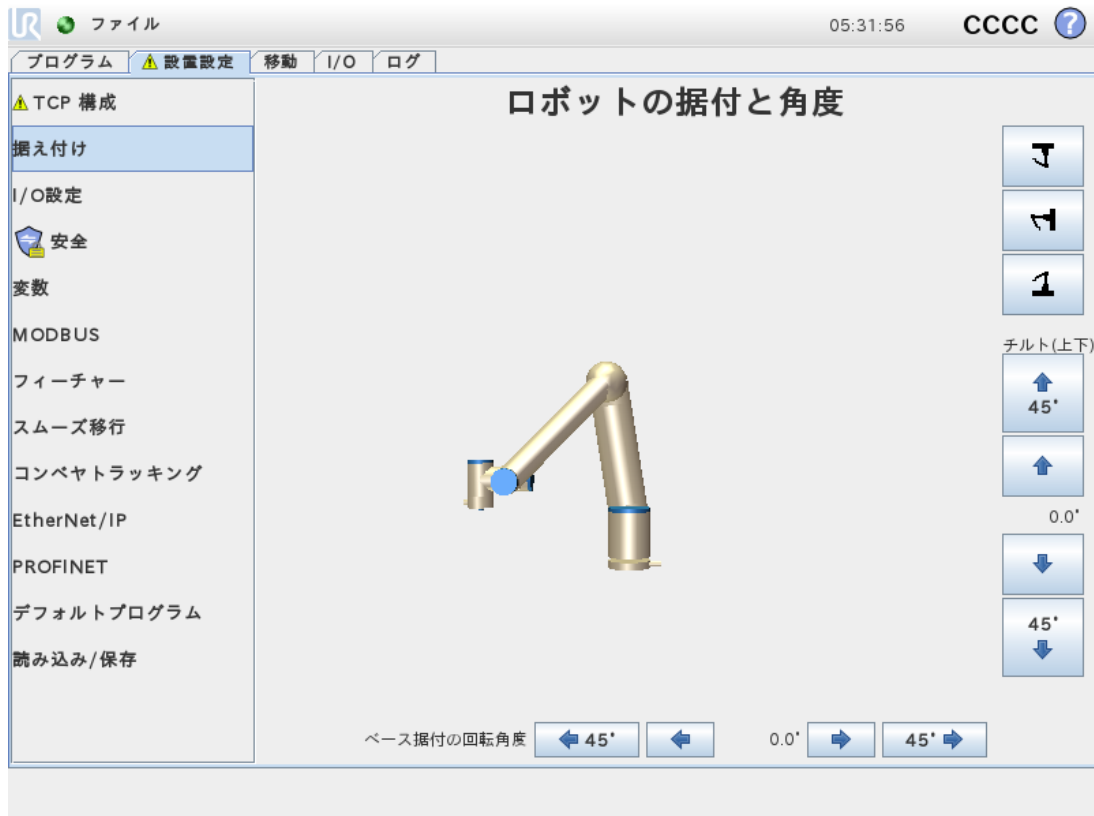 UR ファイル 05:31:56 CCCC ?
プログラム 設置設定 移動 I/O ログ
TCP 構成
ロボットの据付と角度
据え付け
I/O設定
安全
変数
MODBUS
チルト(上下)
フィーチャー
45°
スムーズ移行
コンベヤトラッキング
EtherNet/IP
0.0°
PROFINET
デフォルトプログラム
45°
読み込み/保存
ベース据付の回転角度 45° 0.0° 45°